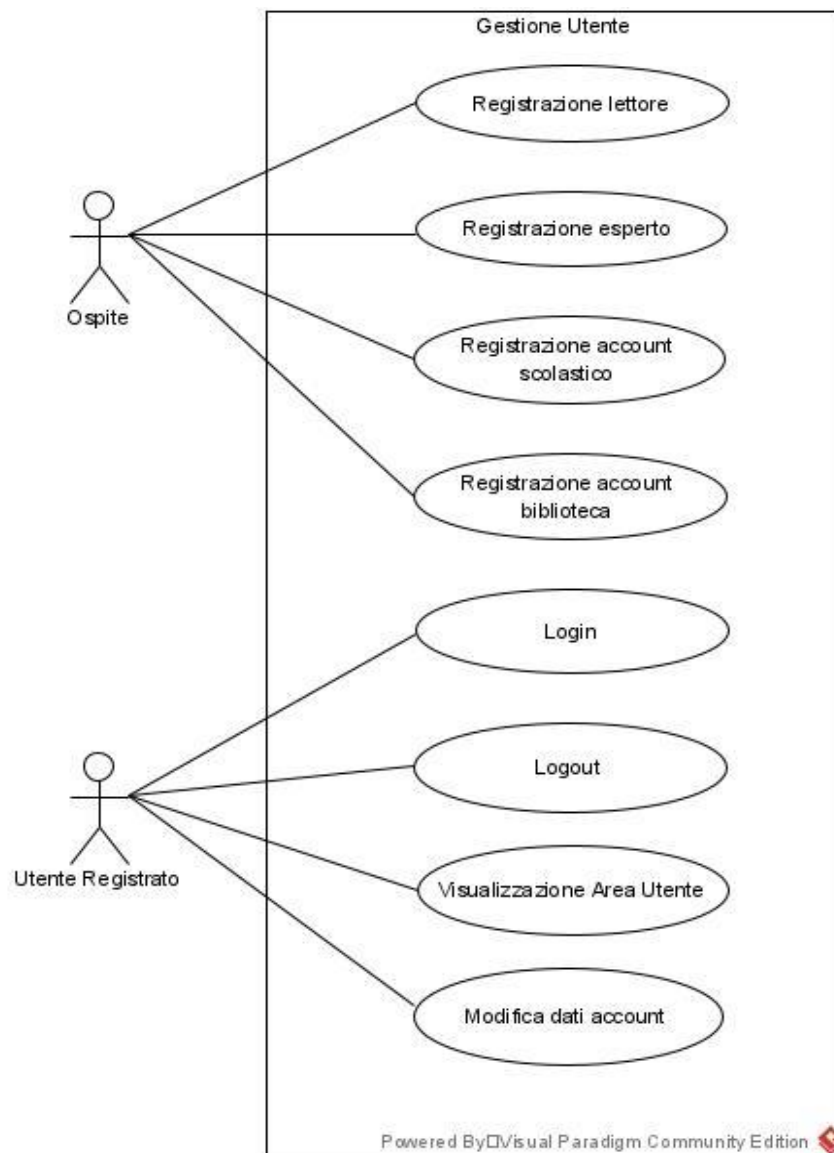 Gestione Utente
Registrazione lettore
Registrazione esperto
Ospite
Registrazione account
scolastico
Registrazione account
biblioteca
Login
Logout
Utente Registrato
Visualizzazione Area Utente
Modifica dati account
Powered By□Visual Paradigm Community Edition